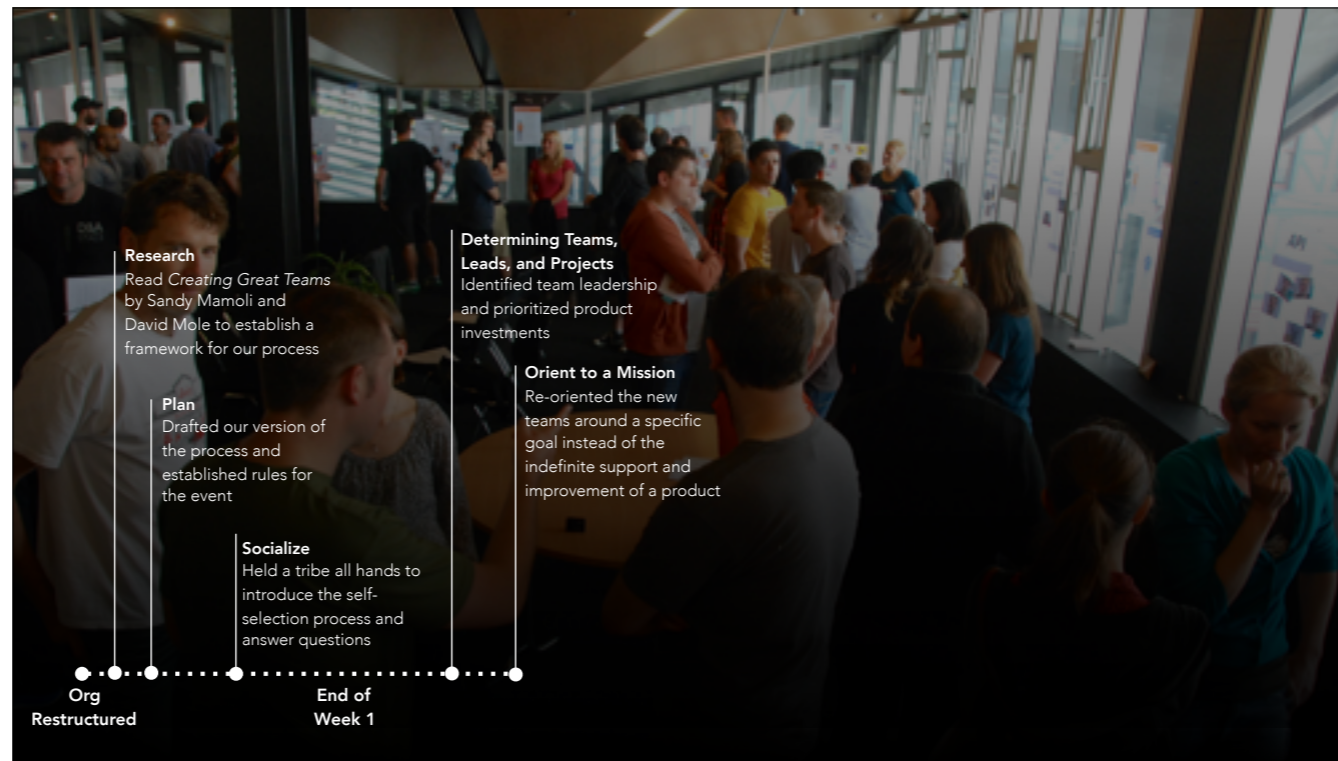 Research
Read Creating Great Teams
by Sandy Mamoli and
David Mole to establish a
framework for our process
Plan
Drafted our version of
the process and
established rules for
the event
Socialize
Held a tribe all hands to
introduce the self-
selection process and
answer questions
Determining Teams,
Leads, and Projects
Identified team leadership
and prioritized product
investments
Orient to a Mission
Re-oriented the new
teams around a specific
goal instead of the
indefinite support and
improvement of a product
Org
Restructured
End of
Week 1
API